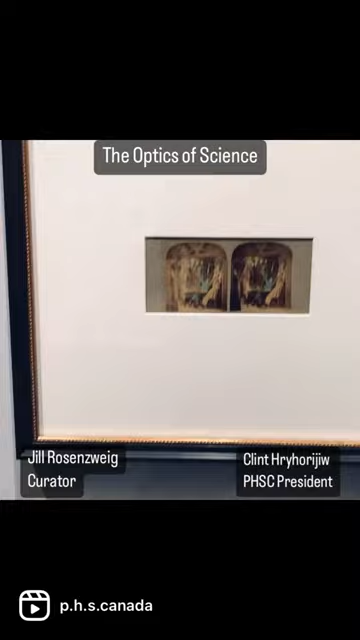 The Optics of Science
Jill Rosenzweig
Curator
Clint Hryhorijiw
PHSC President
p.h.s.canada